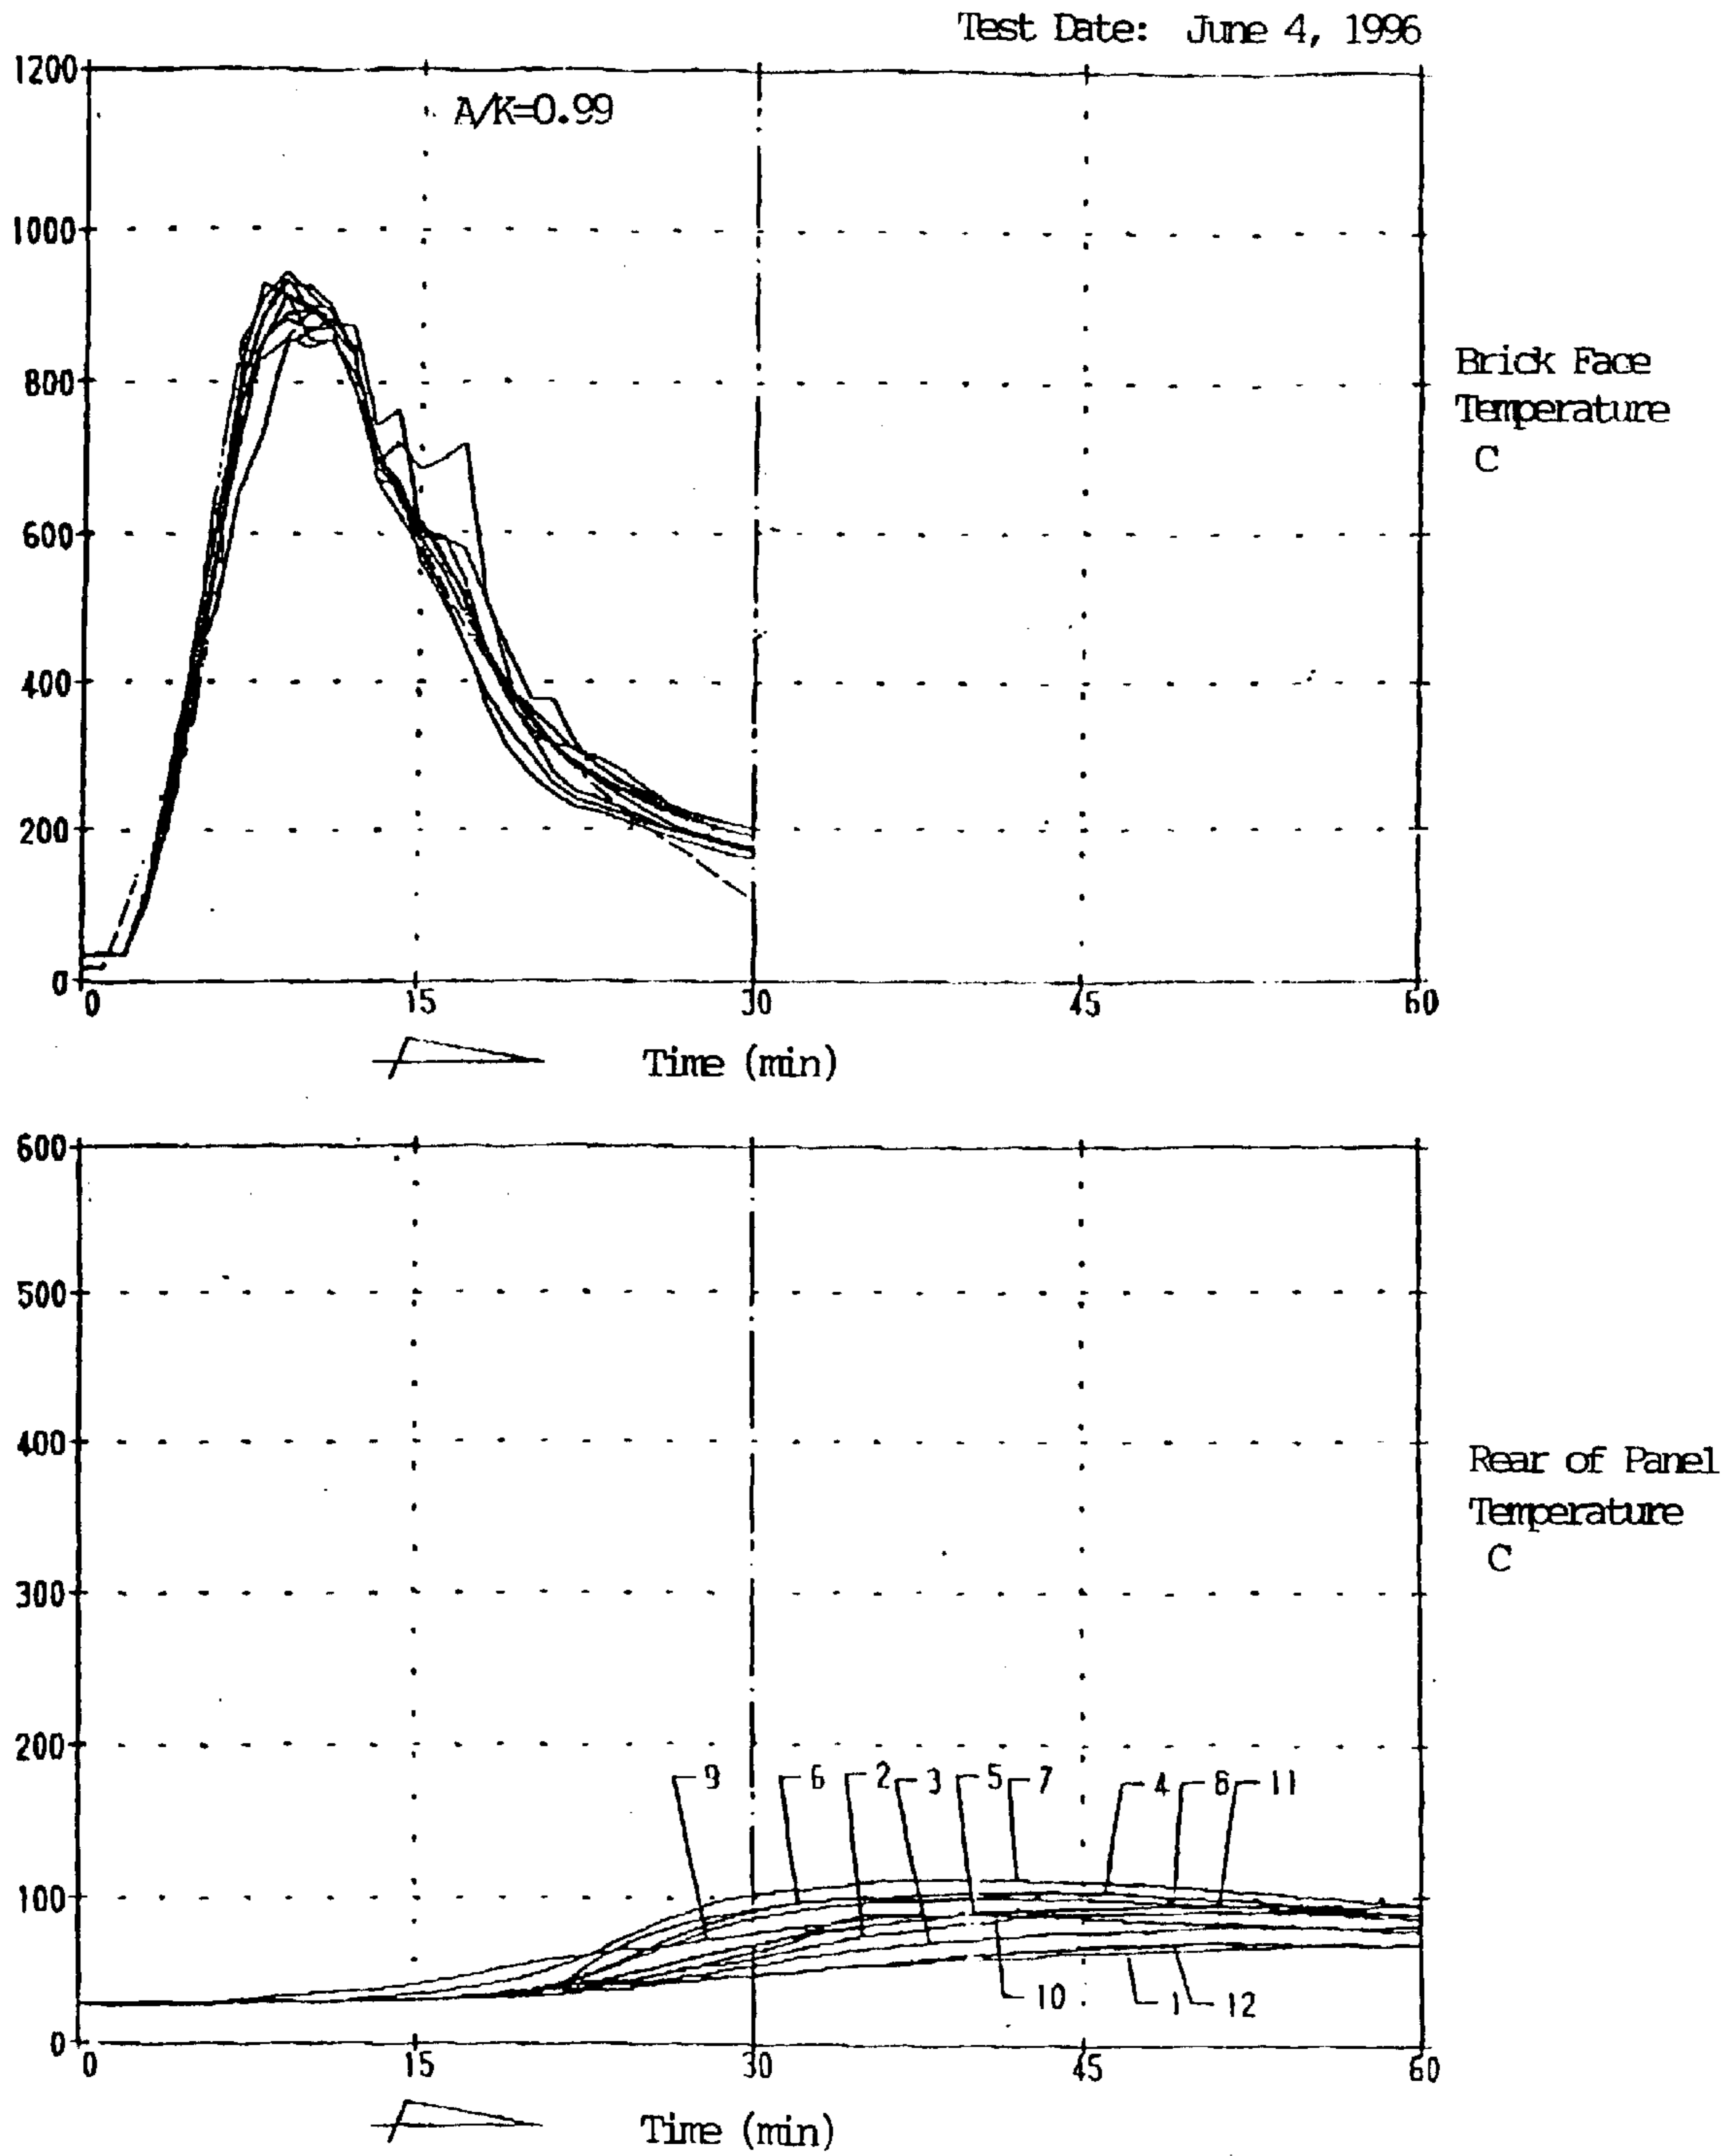 Test Date: June 4, 1996
1200
A/K=0.99
1000
800
Brick Face
Temperature
C
600
400
200
0
0 15 30 45 60
Time (min)
600
500
400
Rear of Panel
Temperature
C
300
200
9 6 2 3 5 7 4 8 11
100
10 1 12
0
0 15 30 45 60
Time (min)